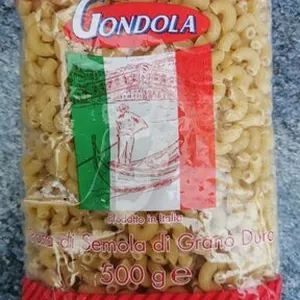 GONDOLA
Prodotto in Italia
Pasta di Semola di Grano Duro
500 g e